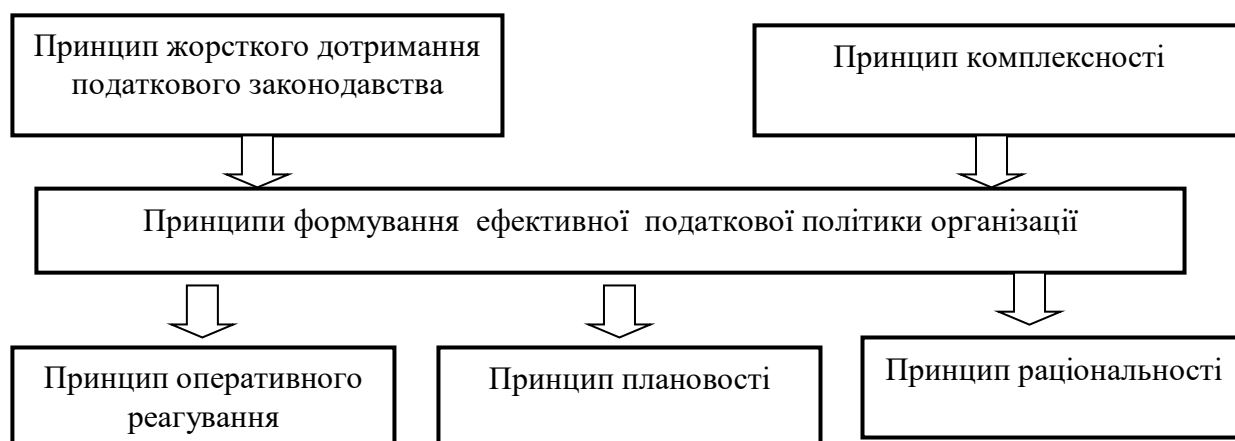 Принцип жорсткого дотримання
податкового законодавства
Принцип комплексності
Принципи формування  ефективної  податкової політики організації
Принцип оперативного
реагування
Принцип плановості
Принцип раціональності